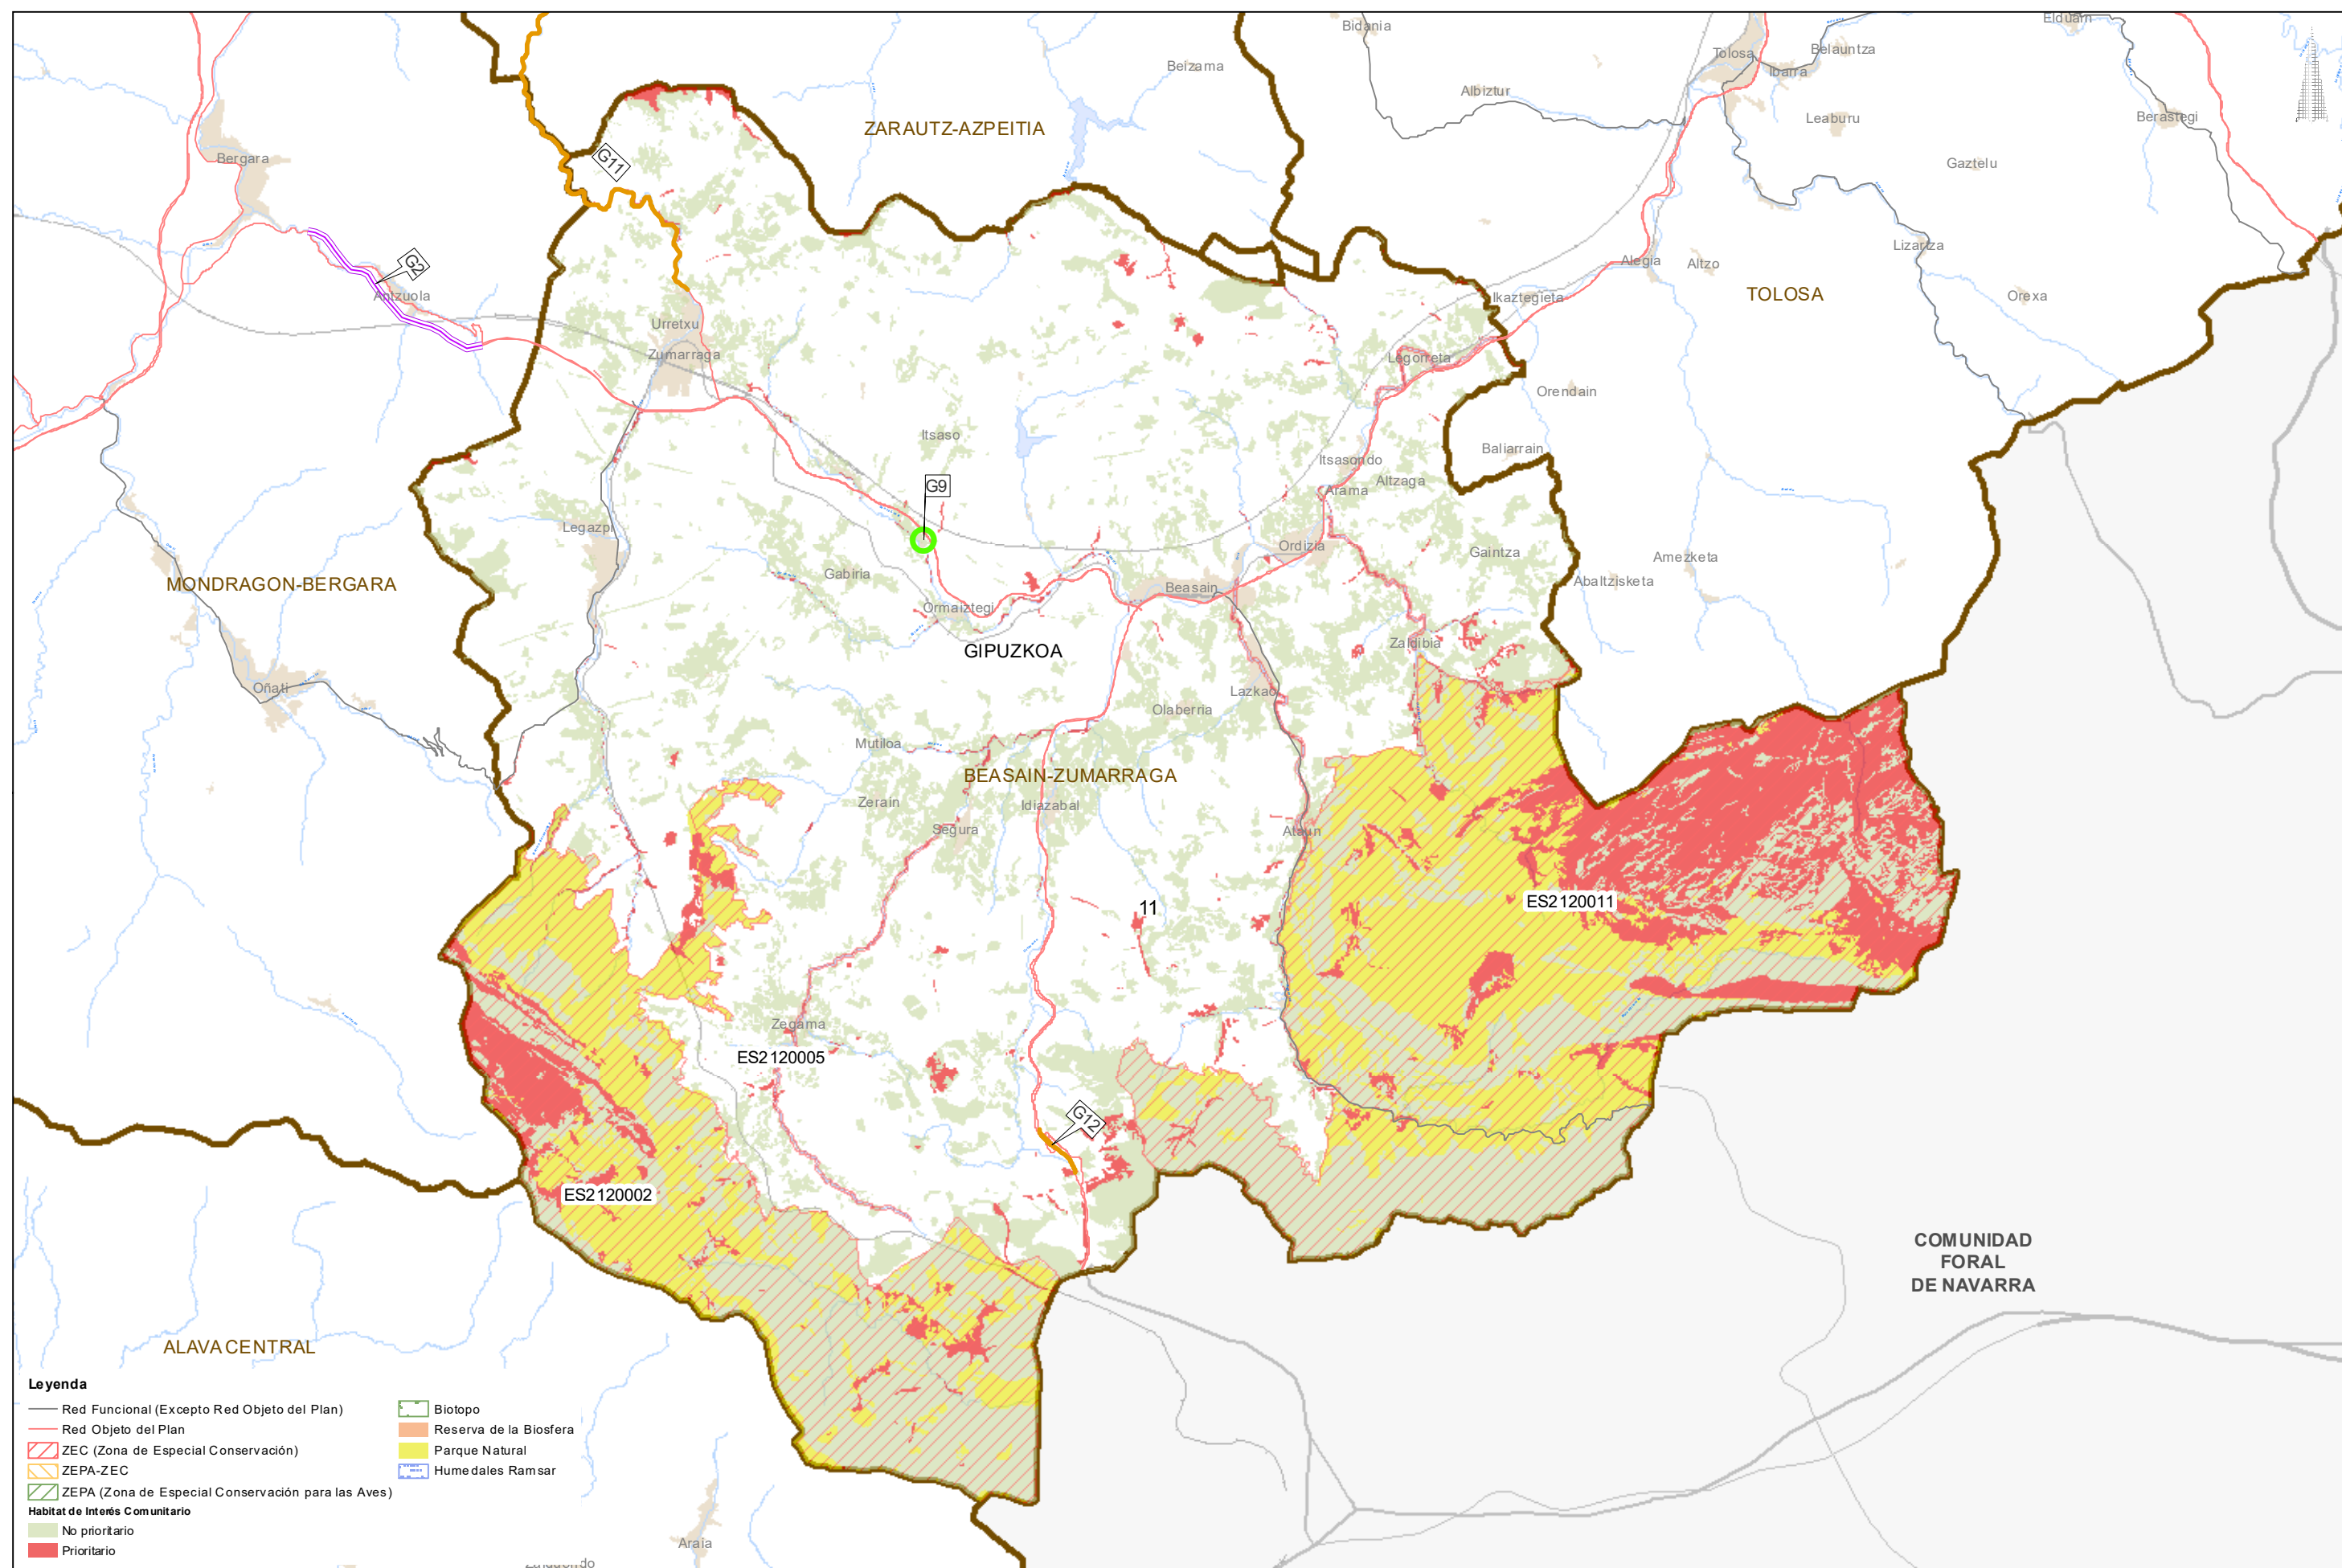 Bidania
Elduain
Tolosa
Belauntza
Ibarra
Beizama
Albiztur
Leaburu
Berastegi
ZARAUTZ-AZPEITIA
Bergara
G11
Gaztelu
Lizartza
G2
Alegia
Altzo
Antzuola
Ikaztegieta
TOLOSA
Orexa
Urretxu
Zumarraga
Legorreta
Orendain
Itsaso
Baliarrain
Itsasondo
G9
Arama
Altzaga
Legazpi
Ordizia
Gaintza
Amezketa
MONDRAGON-BERGARA
Gabiria
Beasain
Abaltzisketa
Ormaiztegi
GIPUZKOA
Zaldibia
Oñati
Lazkao
Olaberria
Mutiloa
BEASAIN-ZUMARRAGA
Zerain
Idiazabal
Segura
Ataun
ES2120011
11
Zegama
ES2120005
G12
ES2120002
COMUNIDAD
FORAL
DE NAVARRA
ALAVA CENTRAL
Leyenda
Red Funcional (Excepto Red Objeto del Plan)
Red Objeto del Plan
ZEC (Zona de Especial Conservación)
ZEPA-ZEC
ZEPA (Zona de Especial Conservación para las Aves)
Habitat de Interés Comunitario
No prioritario
Prioritario
Biotopo
Reserva de la Biosfera
Parque Natural
Humedales Ramsar
Araia